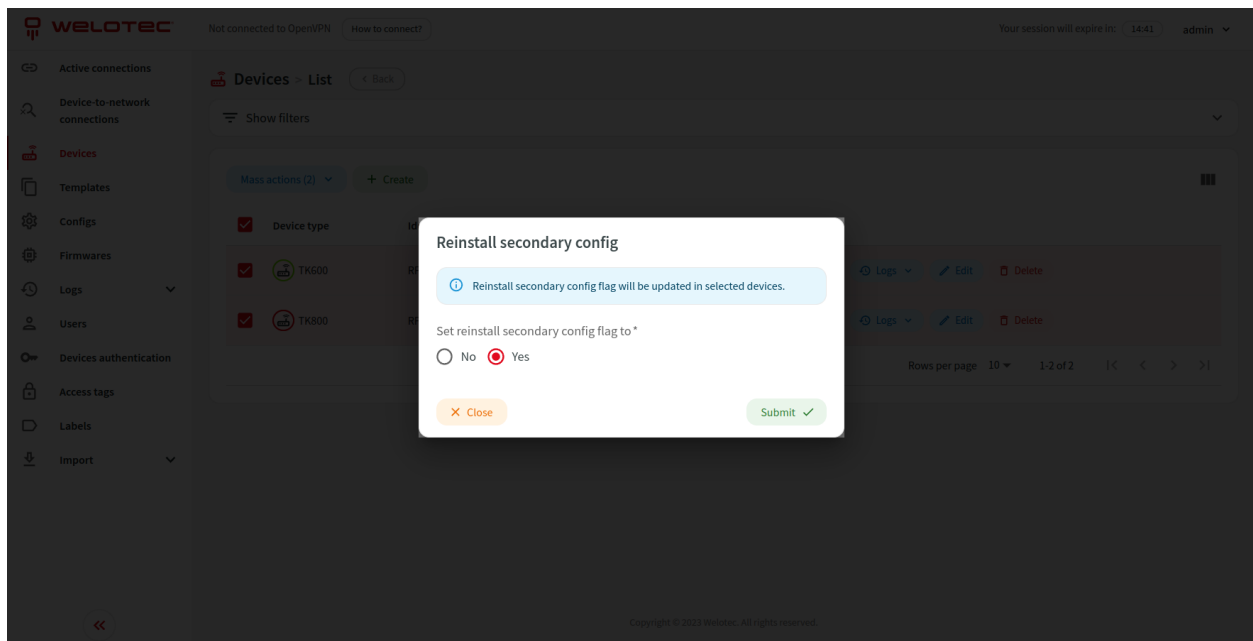 WELOTEC
Not connected to OpenVPN
How to connect?
Your session will expire in:
14:41
admin
Active connections
Device-to-network
connections
Devices
Templates
Configs
Firmwares
Logs
Users
Devices authentication
Access tags
Labels
Import
Devices > List
< Back
Show filters
Mass actions (2)
+ Create
Device type
TK600
Logs
Edit
Delete
TK800
Logs
Edit
Delete
Rows per page 10 1-2 of 2
Reinstall secondary config
Reinstall secondary config flag will be updated in selected devices.
Set reinstall secondary config flag to*
No
Yes
Close
Submit
Copyright © 2023 Welotec. All rights reserved.